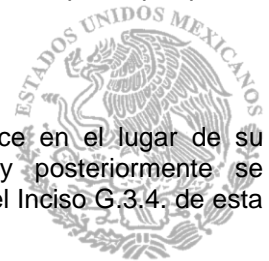 ESTADOS UNIDOS MEXICANOS
ce en el lugar de su
y posteriormente se
el Inciso G.3.4. de esta